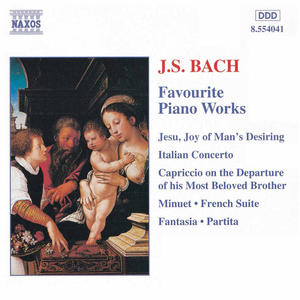 NAXOS
DDD
8.554041
J.S. BACH
Favourite
Piano Works
Jesu, Joy of Man's Desiring
Italian Concerto
Capriccio on the Departure
of his Most Beloved Brother
Minuet • French Suite
Fantasia • Partita